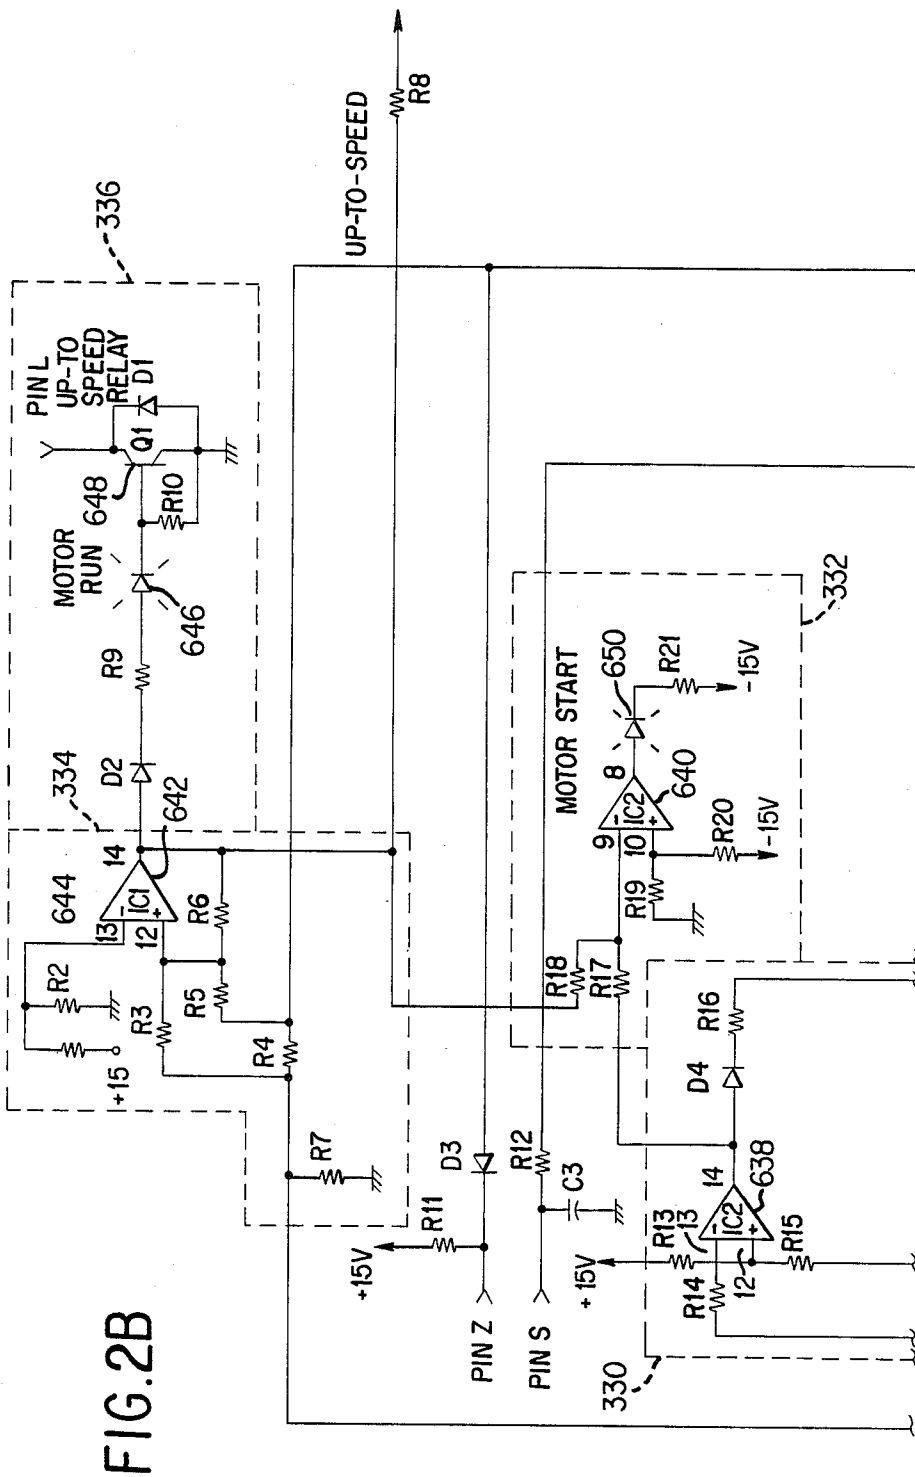 FIG.2B
336
PIN L
UP-TO
SPEED
RELAY
D1
Q1
648
R10
MOTOR
RUN
646
R9
D2
334
644
642
14
13
12
IC1
-
+
R2
+15
R3
R5
R6
R4
R7
UP-TO-SPEED
R8
+15V
R11
D3
PIN Z
R12
C3
PIN S
332
MOTOR START
650
R21
-15V
8
640
9
10
IC2
-
+
R20
-15V
R19
R18
R17
R16
D4
14
638
IC2
-
+
13
12
R13
+15V
R14
R15
330